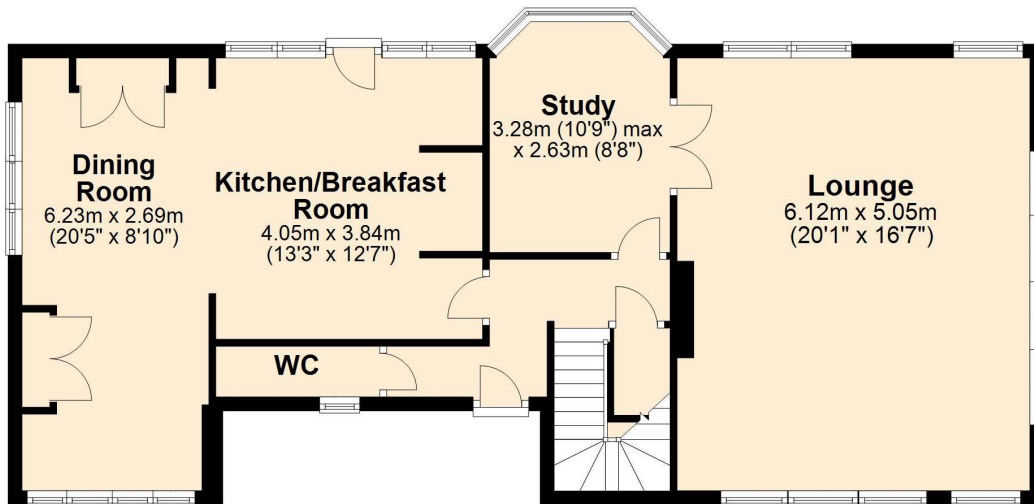 Dining
Room
6.23m x 2.69m
(20'5" x 8'10")
Kitchen/Breakfast
Room
4.05m x 3.84m
(13'3" x 12'7")
Study
3.28m (10'9") max
x 2.63m (8'8")
Lounge
6.12m x 5.05m
(20'1" x 16'7")
WC